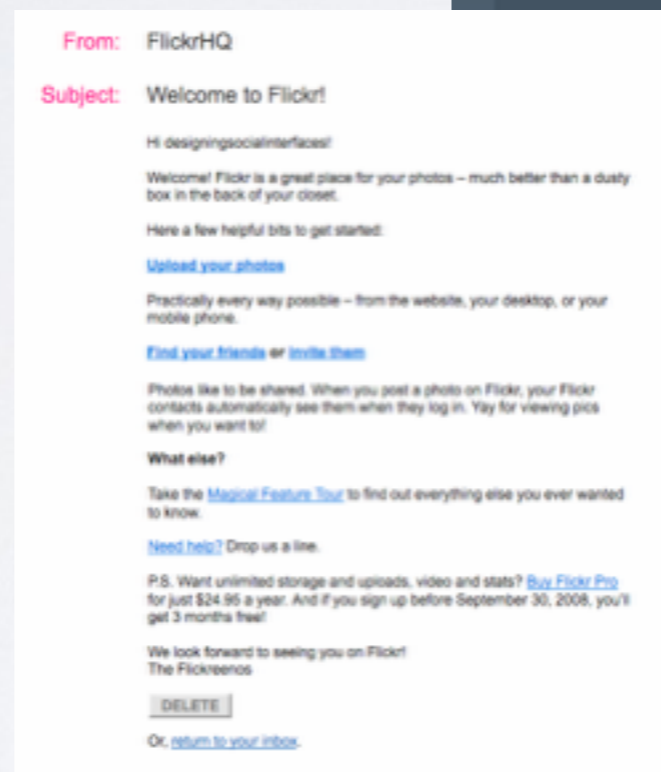 From: FlickrHQ
Subject: Welcome to Flickr!
Hi designingsocialinterfaces!
Welcome! Flickr is a great place for your photos – much better than a dusty
box in the back of your closet.
Here a few helpful bits to get started:
Upload your photos
Practically every way possible – from the website, your desktop, or your
mobile phone.
Find your friends or invite them
Photos like to be shared. When you post a photo on Flickr, your Flickr
contacts automatically see them when they log in. Yay for viewing pics
when you want to!
What else?
Take the Magical Feature Tour to find out everything else you ever wanted
to know.
Need help? Drop us a line.
P.S. Want unlimited storage and uploads, video and stats? Buy Flickr Pro
for just $24.95 a year. And if you sign up before September 30, 2008, you'll
get 3 months free!
We look forward to seeing you on Flickr!
The Flickreenos
DELETE
Or, return to your inbox.